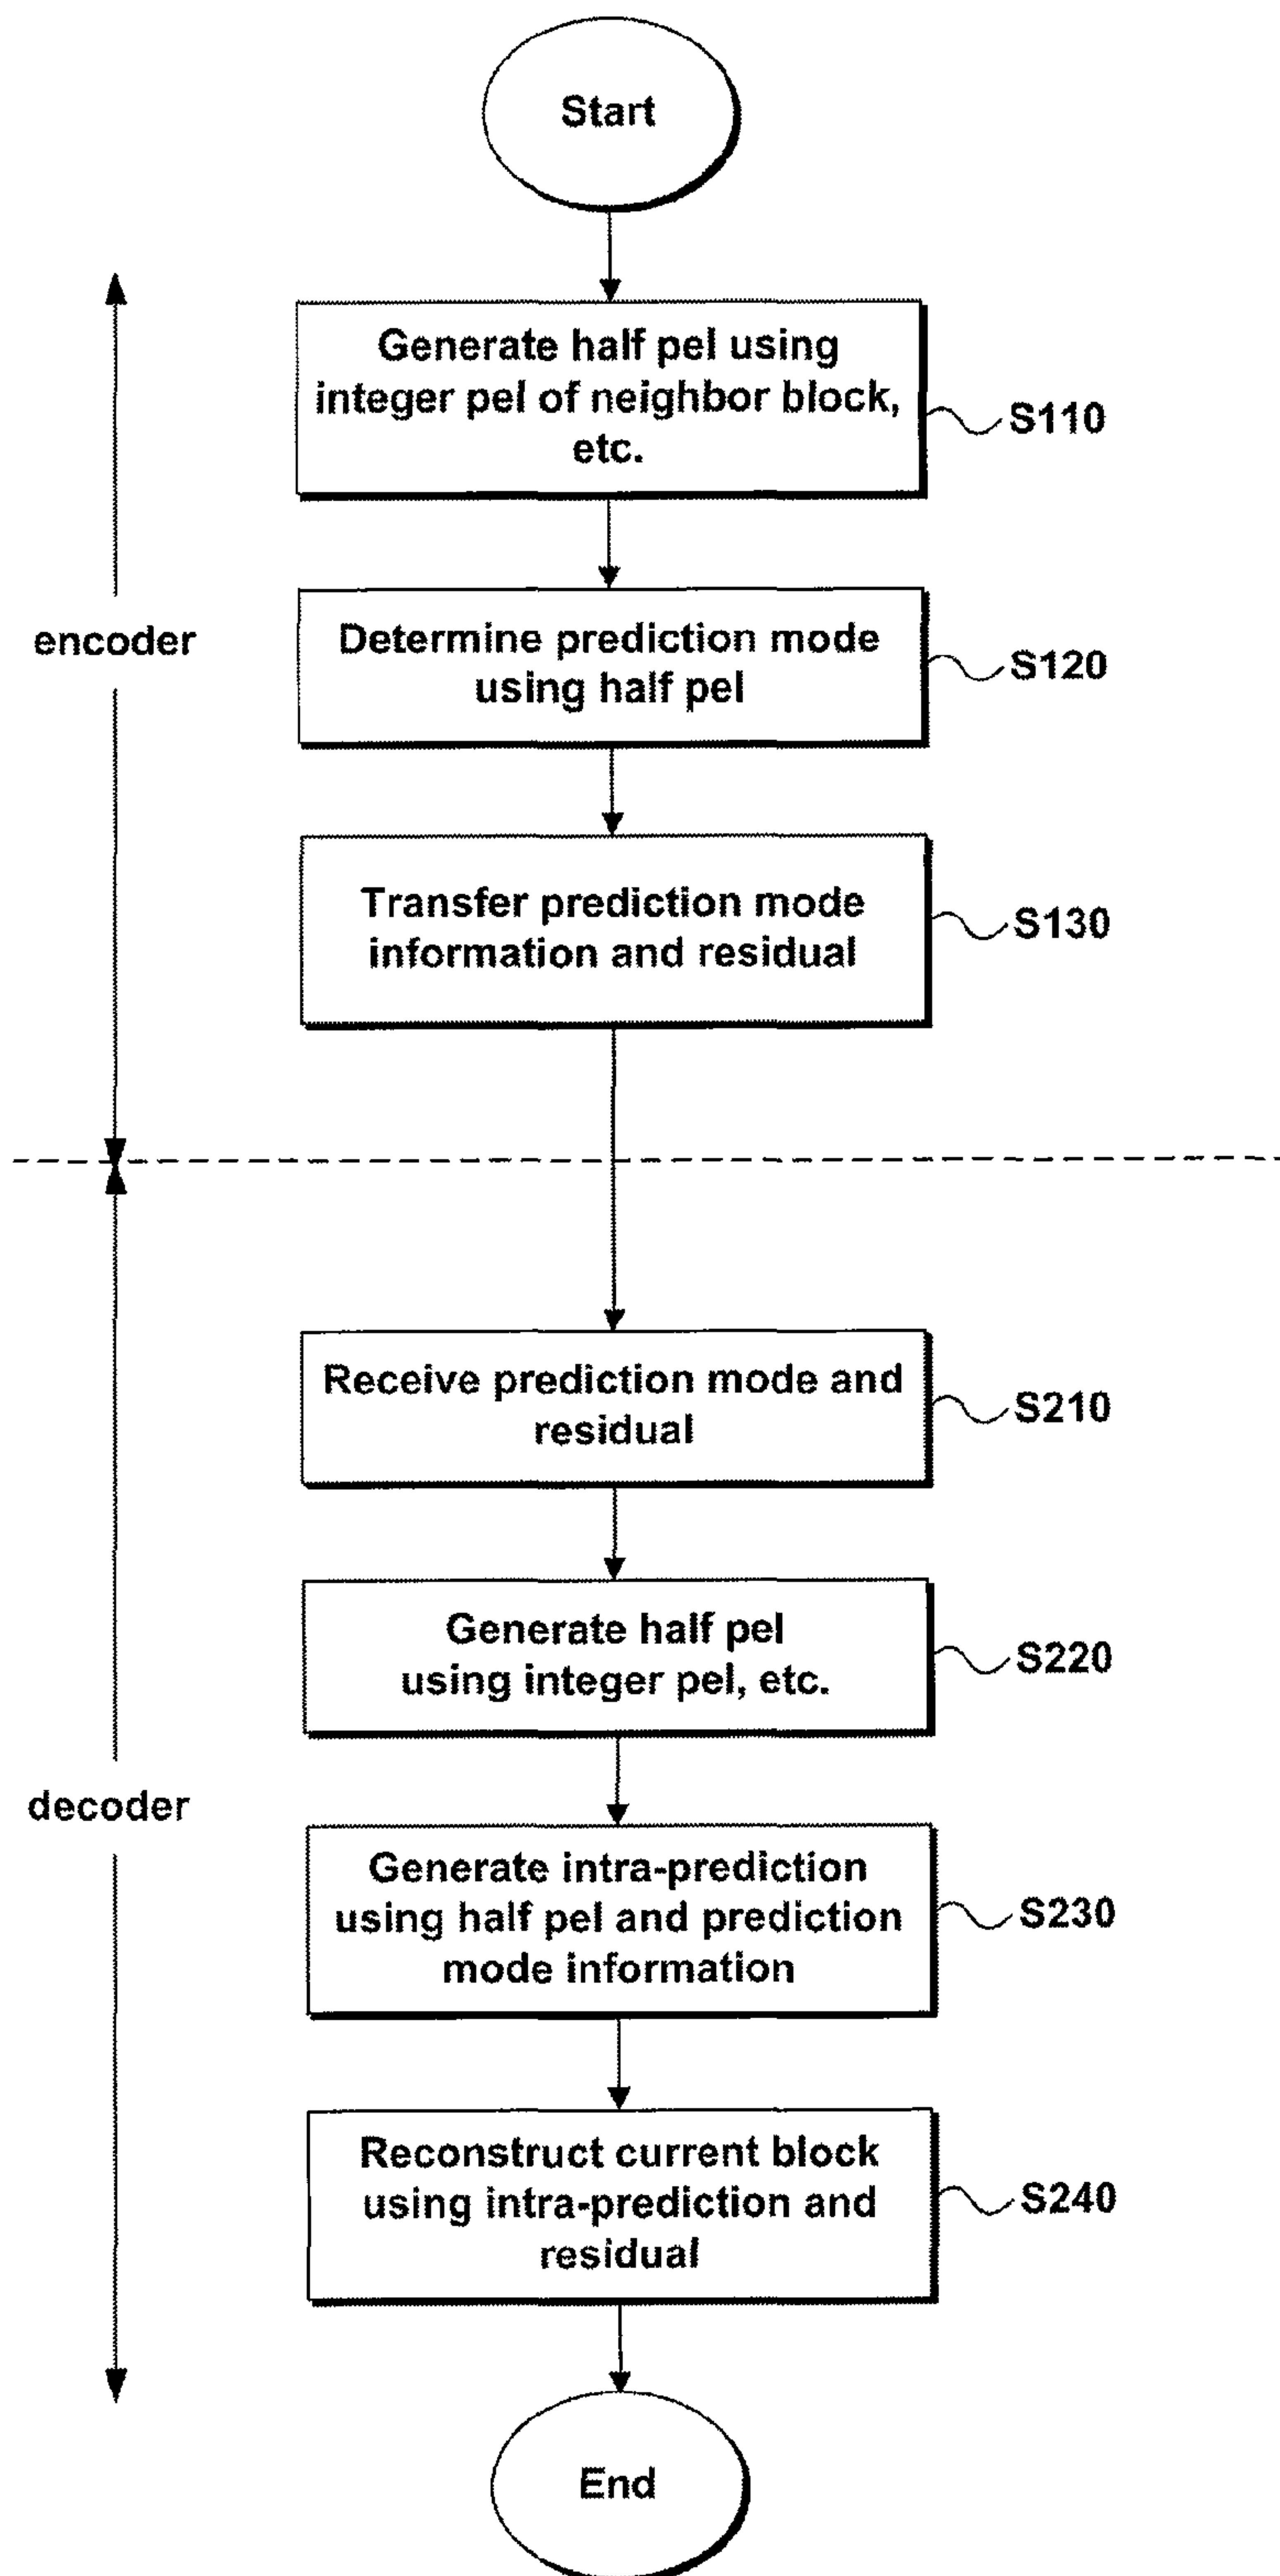 Start
Generate half pel using
integer pel of neighbor block,
etc.
S110
encoder
Determine prediction mode
using half pel
S120
Transfer prediction mode
information and residual
S130
Receive prediction mode and
residual
S210
Generate half pel
using integer pel, etc.
S220
decoder
Generate intra-prediction
using half pel and prediction
mode information
S230
Reconstruct current block
using intra-prediction and
residual
S240
End